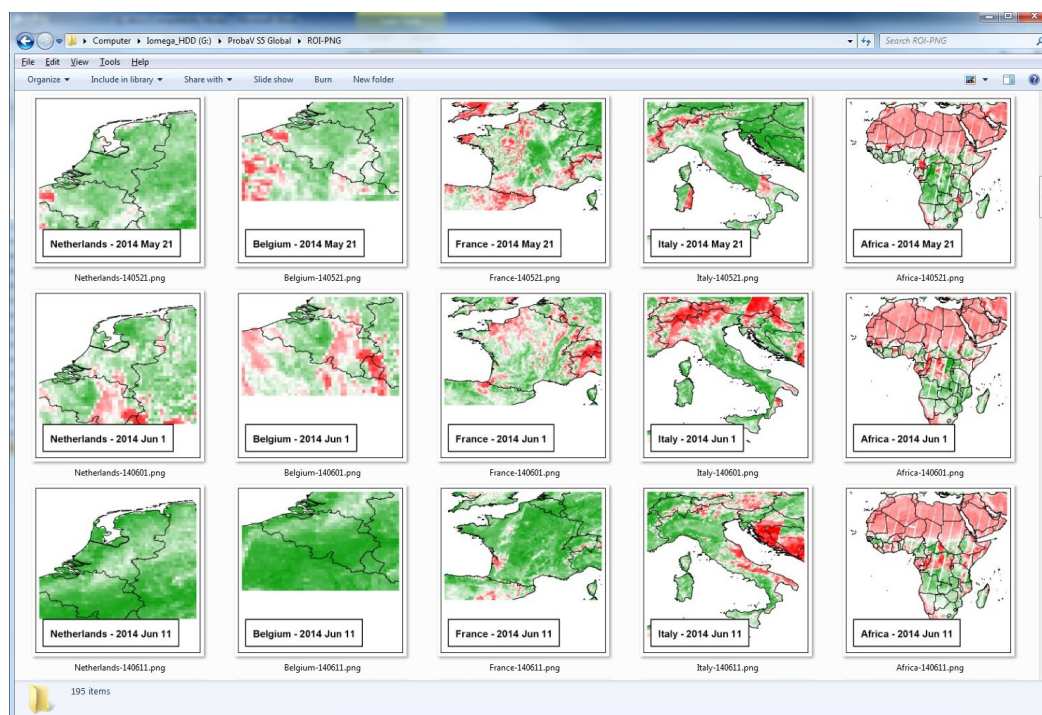 Computer ▸ Iomega_HDD (G:) ▸ ProbaV S5 Global ▸ ROI-PNG
Search ROI-PNG
File Edit View Tools Help
Organize Include in library Share with Slide show Burn New folder
Netherlands - 2014 May 21
Belgium - 2014 May 21
France - 2014 May 21
Italy - 2014 May 21
Africa - 2014 May 21
Netherlands-140521.png
Belgium-140521.png
France-140521.png
Italy-140521.png
Africa-140521.png
Netherlands - 2014 Jun 1
Belgium - 2014 Jun 1
France - 2014 Jun 1
Italy - 2014 Jun 1
Africa - 2014 Jun 1
Netherlands-140601.png
Belgium-140601.png
France-140601.png
Italy-140601.png
Africa-140601.png
Netherlands - 2014 Jun 11
Belgium - 2014 Jun 11
France - 2014 Jun 11
Italy - 2014 Jun 11
Africa - 2014 Jun 11
Netherlands-140611.png
Belgium-140611.png
France-140611.png
Italy-140611.png
Africa-140611.png
195 items